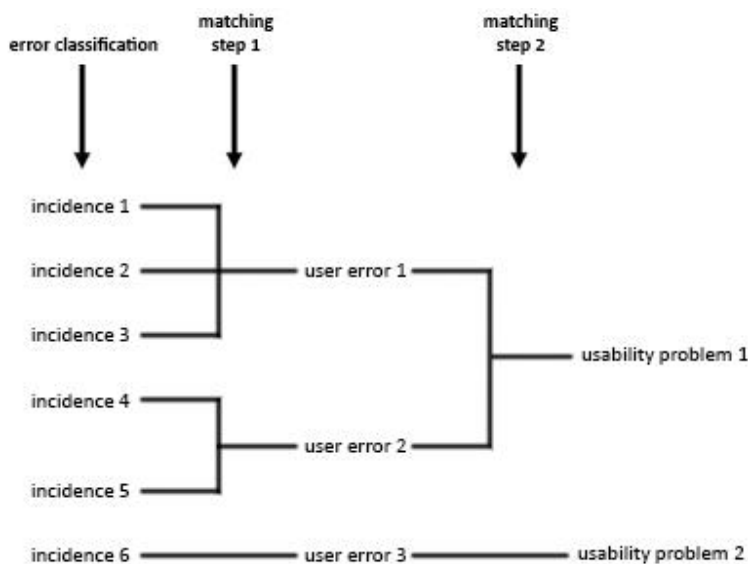 error classification
matching
step 1
matching
step 2
incidence 1
incidence 2
user error 1
incidence 3
usability problem 1
incidence 4
user error 2
incidence 5
incidence 6
user error 3
usability problem 2